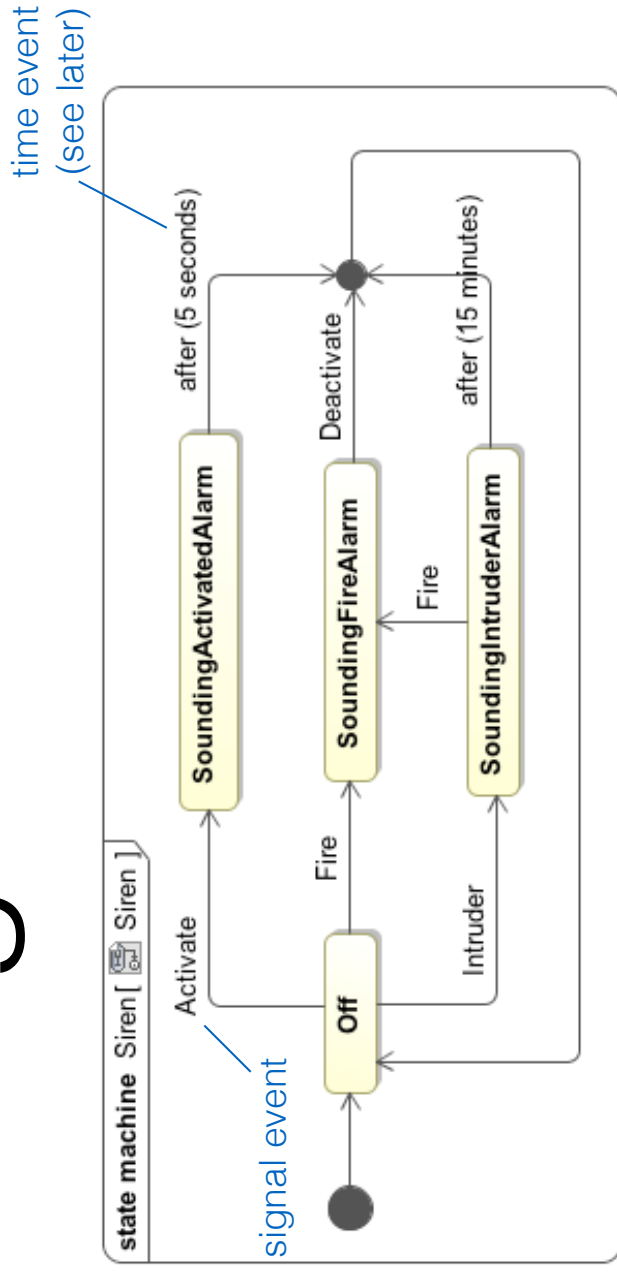 time event
(see later)
state machine Siren [ Siren ]
Activate
after (5 seconds)
SoundingActivatedAlarm
signal event
Off
Fire
SoundingFireAlarm
Deactivate
Fire
Intruder
SoundingIntruderAlarm
after (15 minutes)